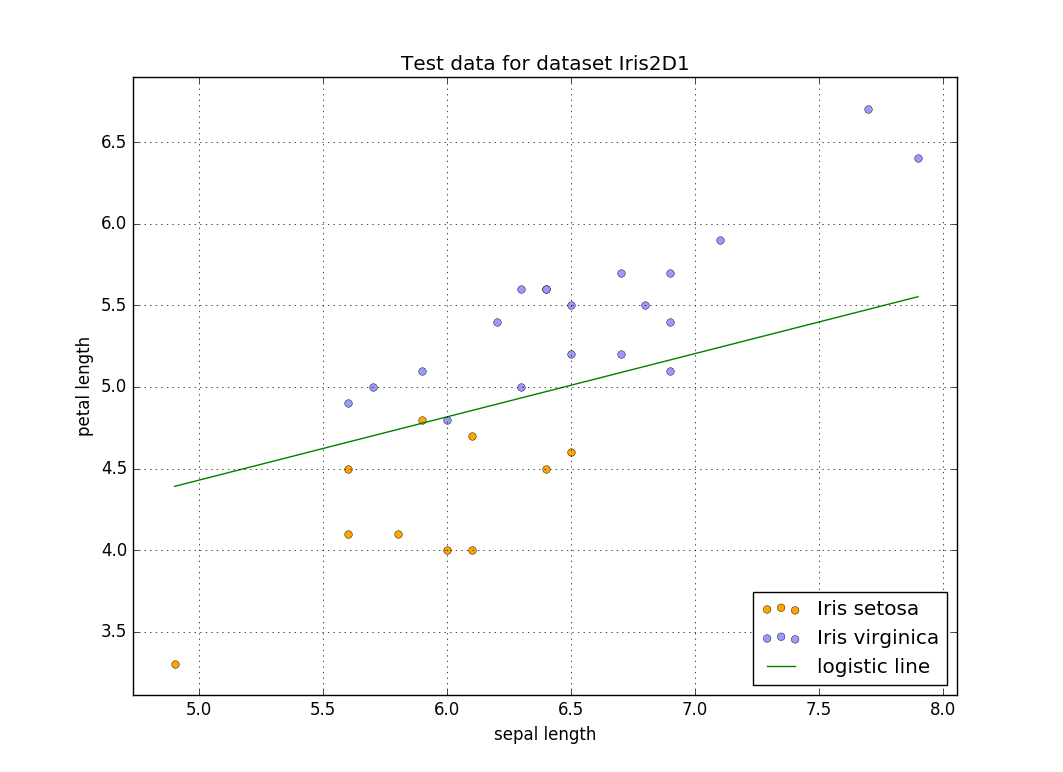 Test data for dataset Iris2D1
6.5
6.0
5.5
5.0
4.5
4.0
3.5
petal length
5.0 5.5 6.0 6.5 7.0 7.5 8.0
sepal length
Iris setosa
Iris virginica
logistic line